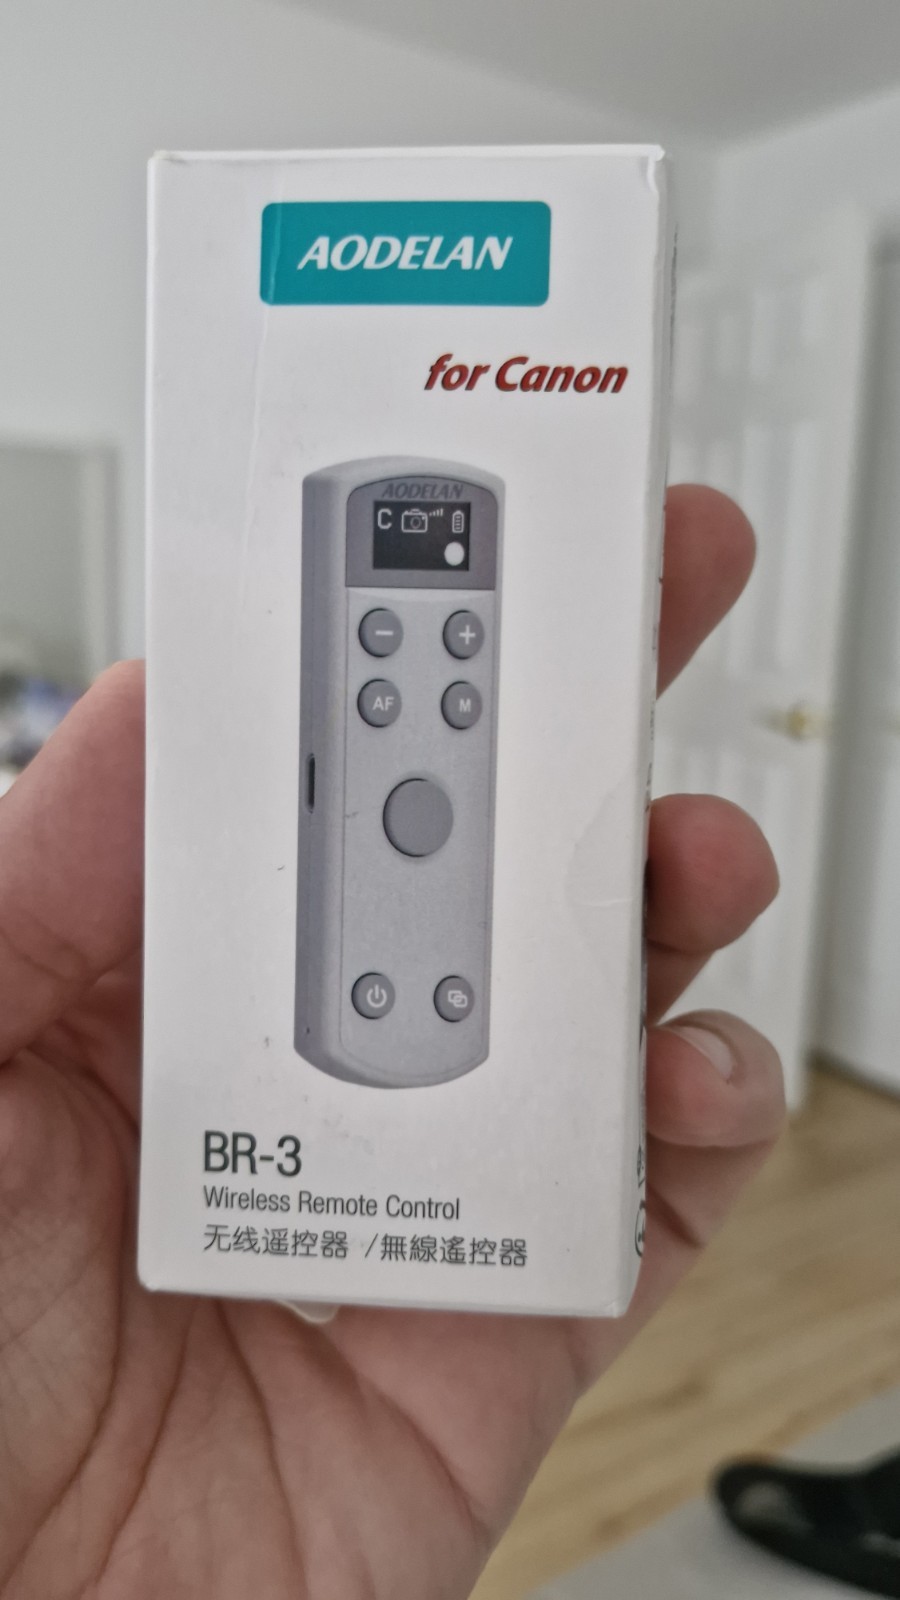 AODELAN
for Canon
AODELAN
C
− +
AF M
BR-3
Wireless Remote Control
无线遥控器 /無線遙控器